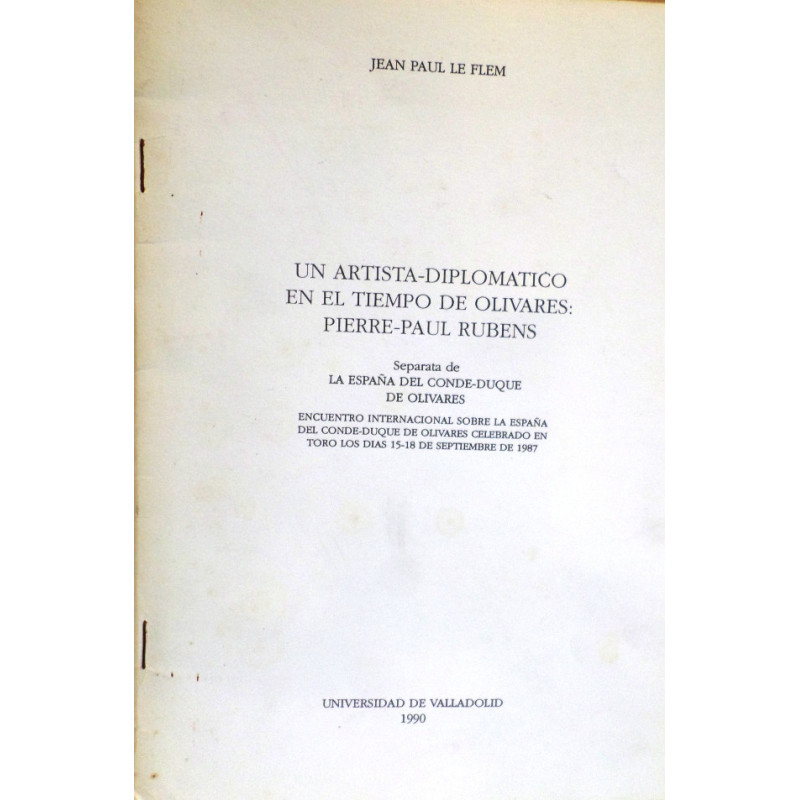 JEAN PAUL LE FLEM
UN ARTISTA-DIPLOMATICO
EN EL TIEMPO DE OLIVARES:
PIERRE-PAUL RUBENS
Separata de
LA ESPAÑA DEL CONDE-DUQUE
DE OLIVARES
ENCUENTRO INTERNACIONAL SOBRE LA ESPAÑA
DEL CONDE-DUQUE DE OLIVARES CELEBRADO EN
TORO LOS DIAS 15-18 DE SEPTIEMBRE DE 1987
UNIVERSIDAD DE VALLADOLID
1990